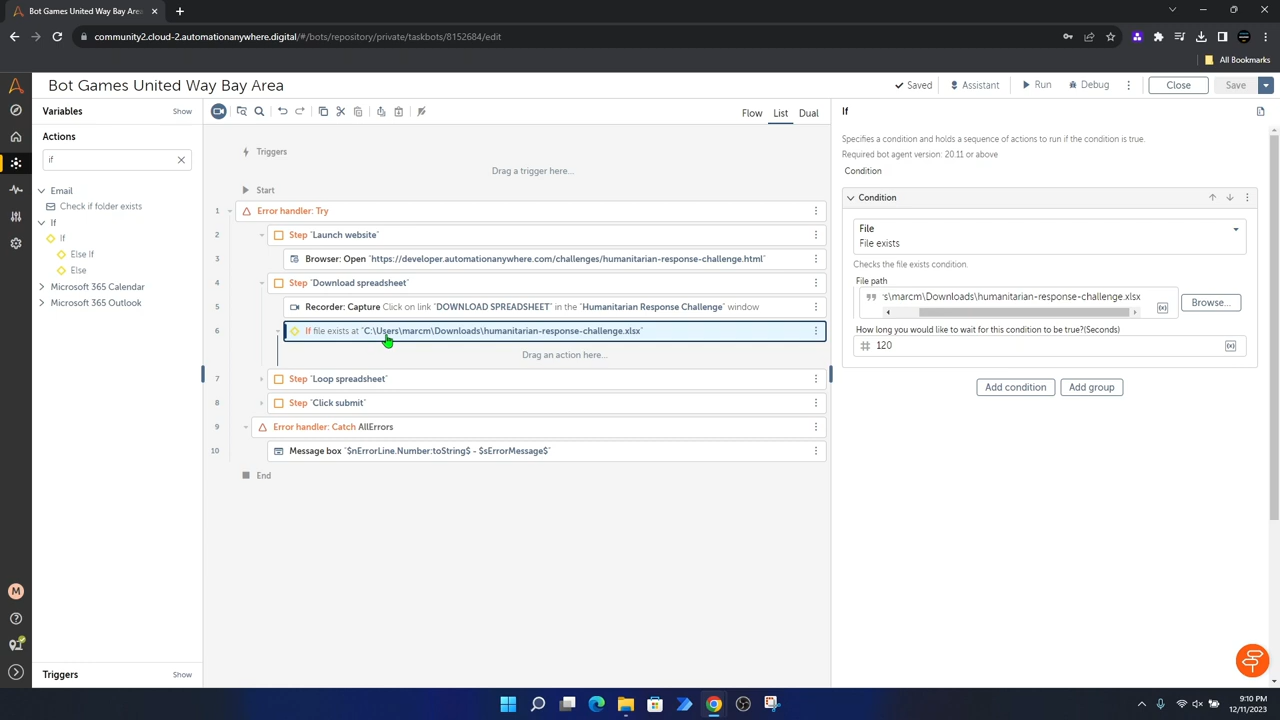 Bot Games United Way Bay Area
community2.cloud-2.automationanywhere.digital/#/bots/repository/private/taskbots/8152684/edit
All Bookmarks
Bot Games United Way Bay Area
Saved
Assistant
Run
Debug
Close
Save
Variables
Show
Flow
List
Dual
If
Actions
Specifies a condition and holds a sequence of actions to run if the condition is true.
Required bot agent version: 20.11 or above
Condition
if
Triggers
Drag a trigger here...
Email
Start
Condition
Check if folder exists
1
Error handler: Try
If
File
File exists
2
Step "Launch website"
If
Else If
3
Browser: Open "https://developer.automationanywhere.com/challenges/humanitarian-response-challenge.html"
Checks the file exists condition.
Else
4
Step "Download spreadsheet"
File path
Microsoft 365 Calendar
Microsoft 365 Outlook
5
Recorder: Capture Click on link "DOWNLOAD SPREADSHEET" in the "Humanitarian Response Challenge" window
s\marcm\Downloads\humanitarian-response-challenge.xlsx
(x)
Browse...
6
If file exists at "C:\Users\marcm\Downloads\humanitarian-response-challenge.xlsx"
How long you would like to wait for this condition to be true?(Seconds)
# 120
(x)
Drag an action here...
7
Step "Loop spreadsheet"
Add condition
Add group
8
Step "Click submit"
9
Error handler: Catch AllErrors
10
Message box "$nErrorLine.Number:toString$ - $sErrorMessage$"
End
M
Triggers
Show
9:10 PM
12/11/2023